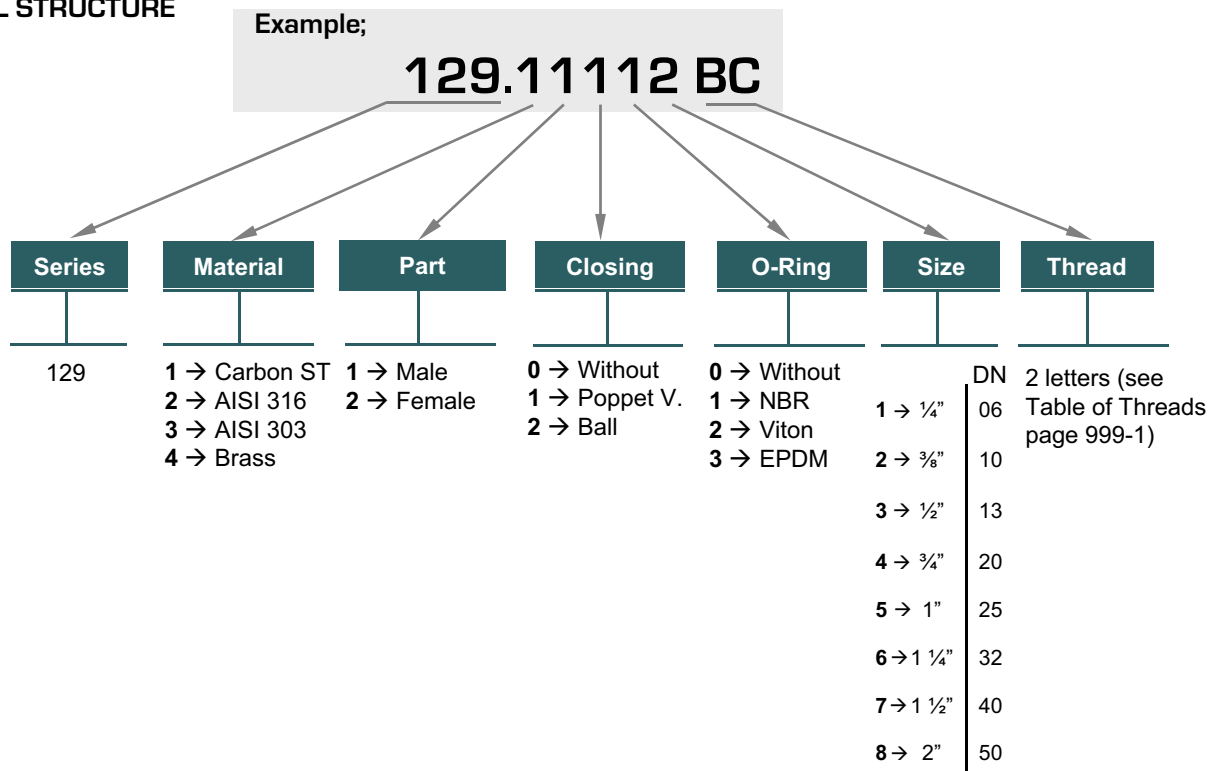 L STRUCTURE
Example;
129.11112 BC
Series
Material
Part
Closing
O-Ring
Size
Thread
129
1 → Carbon ST
2 → AISI 316
3 → AISI 303
4 → Brass
1 → Male
2 → Female
0 → Without
1 → Poppet V.
2 → Ball
0 → Without
1 → NBR
2 → Viton
3 → EPDM
DN
1 → ¼” 06
2 → ⅜” 10
3 → ½” 13
4 → ¾” 20
5 → 1” 25
6 → 1 ¼” 32
7 → 1 ½” 40
8 → 2” 50
2 letters (see
Table of Threads
page 999-1)